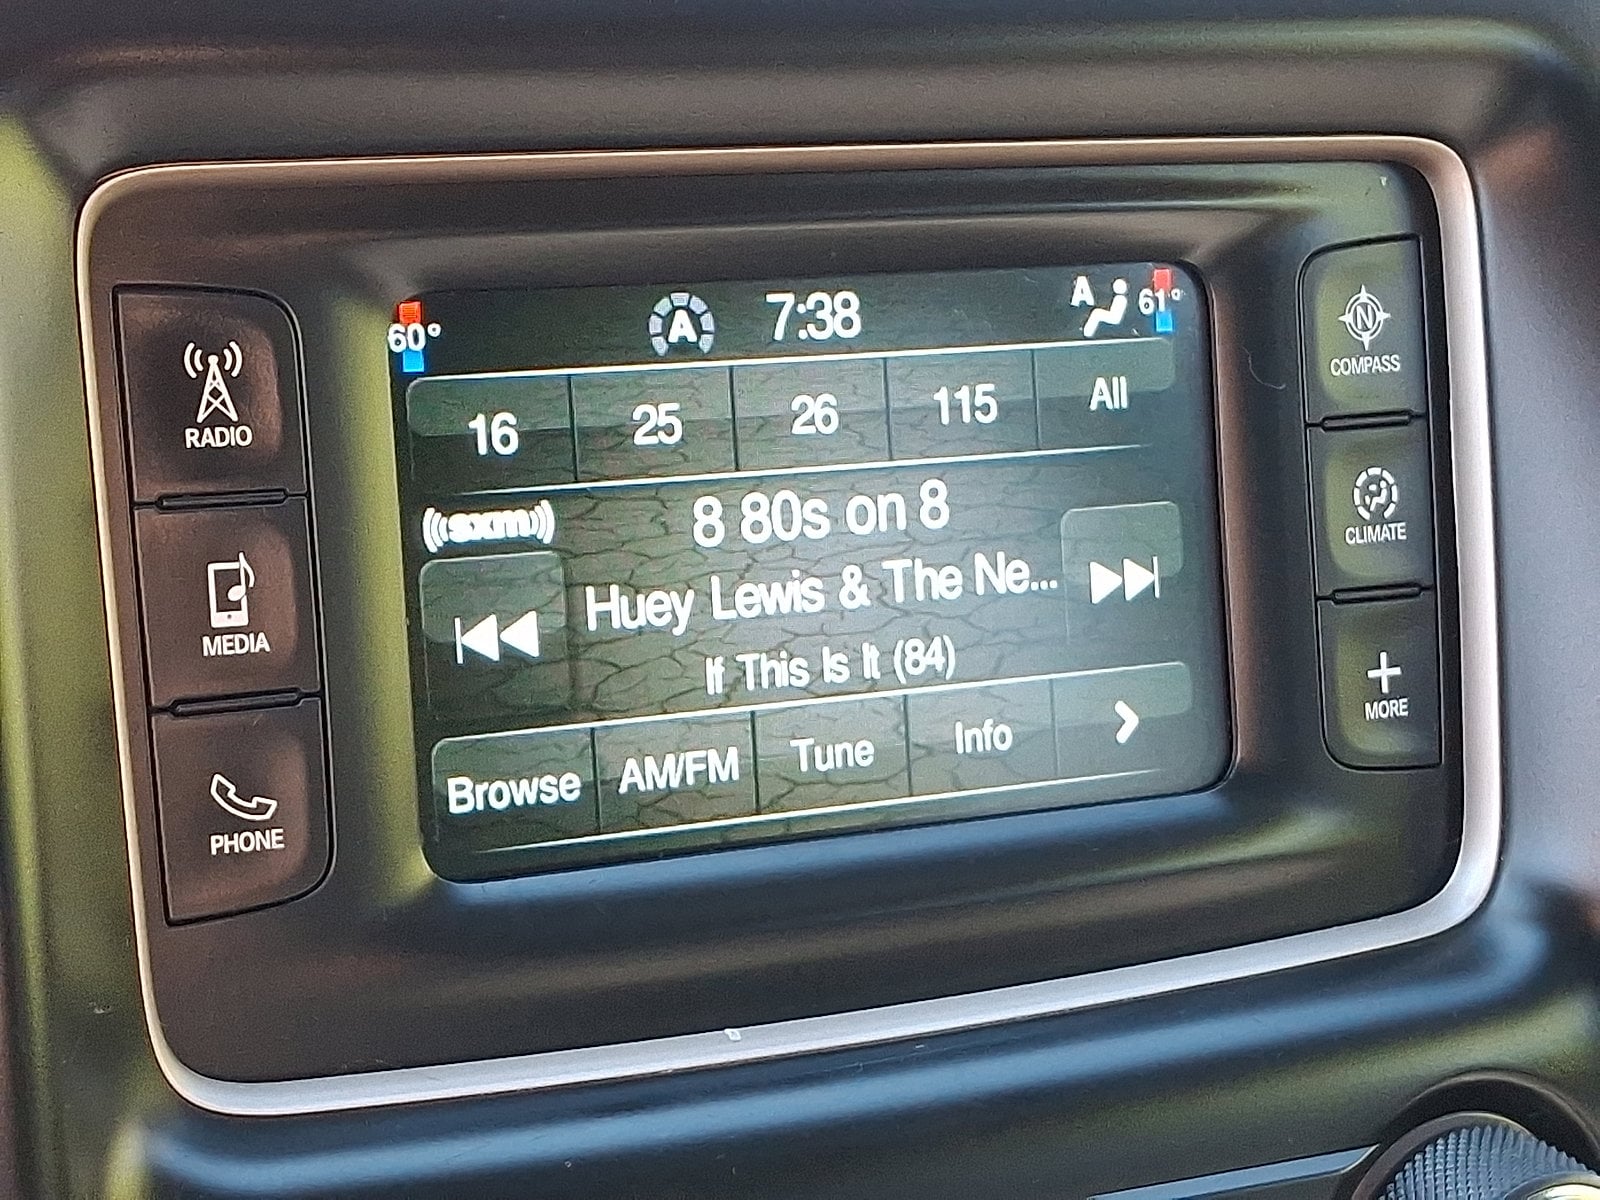 60°
A
7:38
A
61°
16
25
26
115
All
((sxm))
8 80s on 8
Huey Lewis & The Ne...
If This Is It (84)
Browse
AM/FM
Tune
Info
RADIO
MEDIA
PHONE
N
COMPASS
CLIMATE
MORE